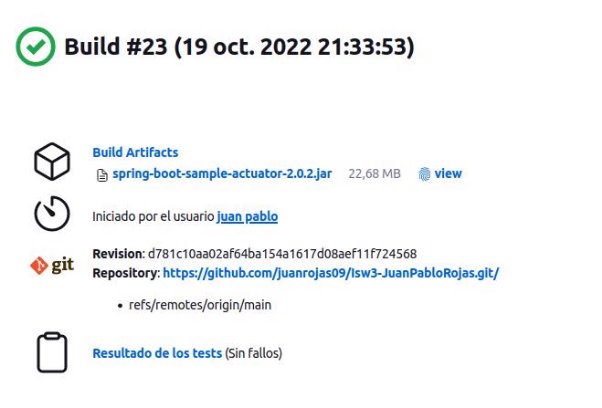 Build #23 (19 oct. 2022 21:33:53)
Build Artifacts
spring-boot-sample-actuator-2.0.2.jar 22,68 MB view
Iniciado por el usuario juan pablo
git
Revision: d781c10aa02af64ba154a1617d08aef11f724568
Repository: https://github.com/juanrojas09/Isw3-JuanPabloRojas.git/
• refs/remotes/origin/main
Resultado de los tests (Sin fallos)